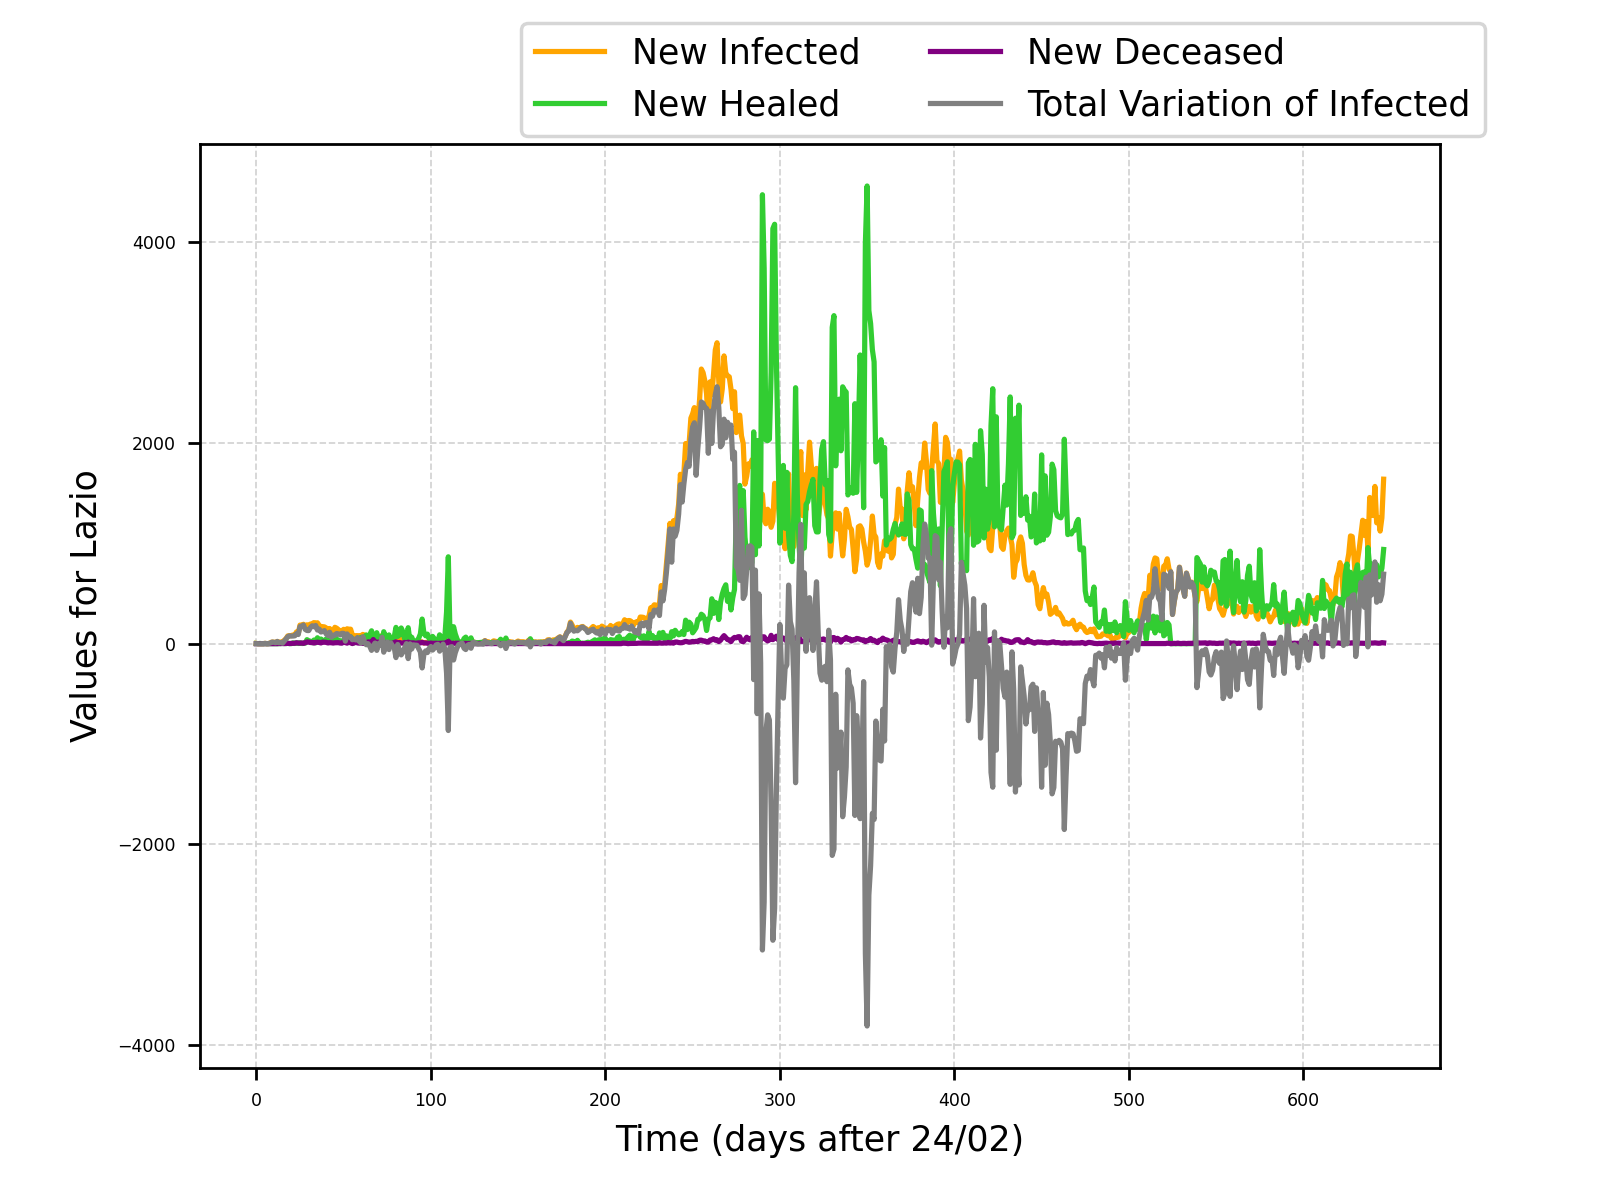 New Infected
New Healed
New Deceased
Total Variation of Infected
Values for Lazio
4000
2000
0
−2000
−4000
0 100 200 300 400 500 600
Time (days after 24/02)